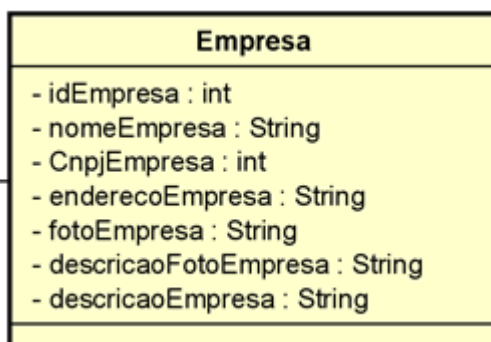 Empresa
- idEmpresa : int
- nomeEmpresa : String
- CnpjEmpresa : int
- enderecoEmpresa : String
- fotoEmpresa : String
- descricaoFotoEmpresa : String
- descricaoEmpresa : String